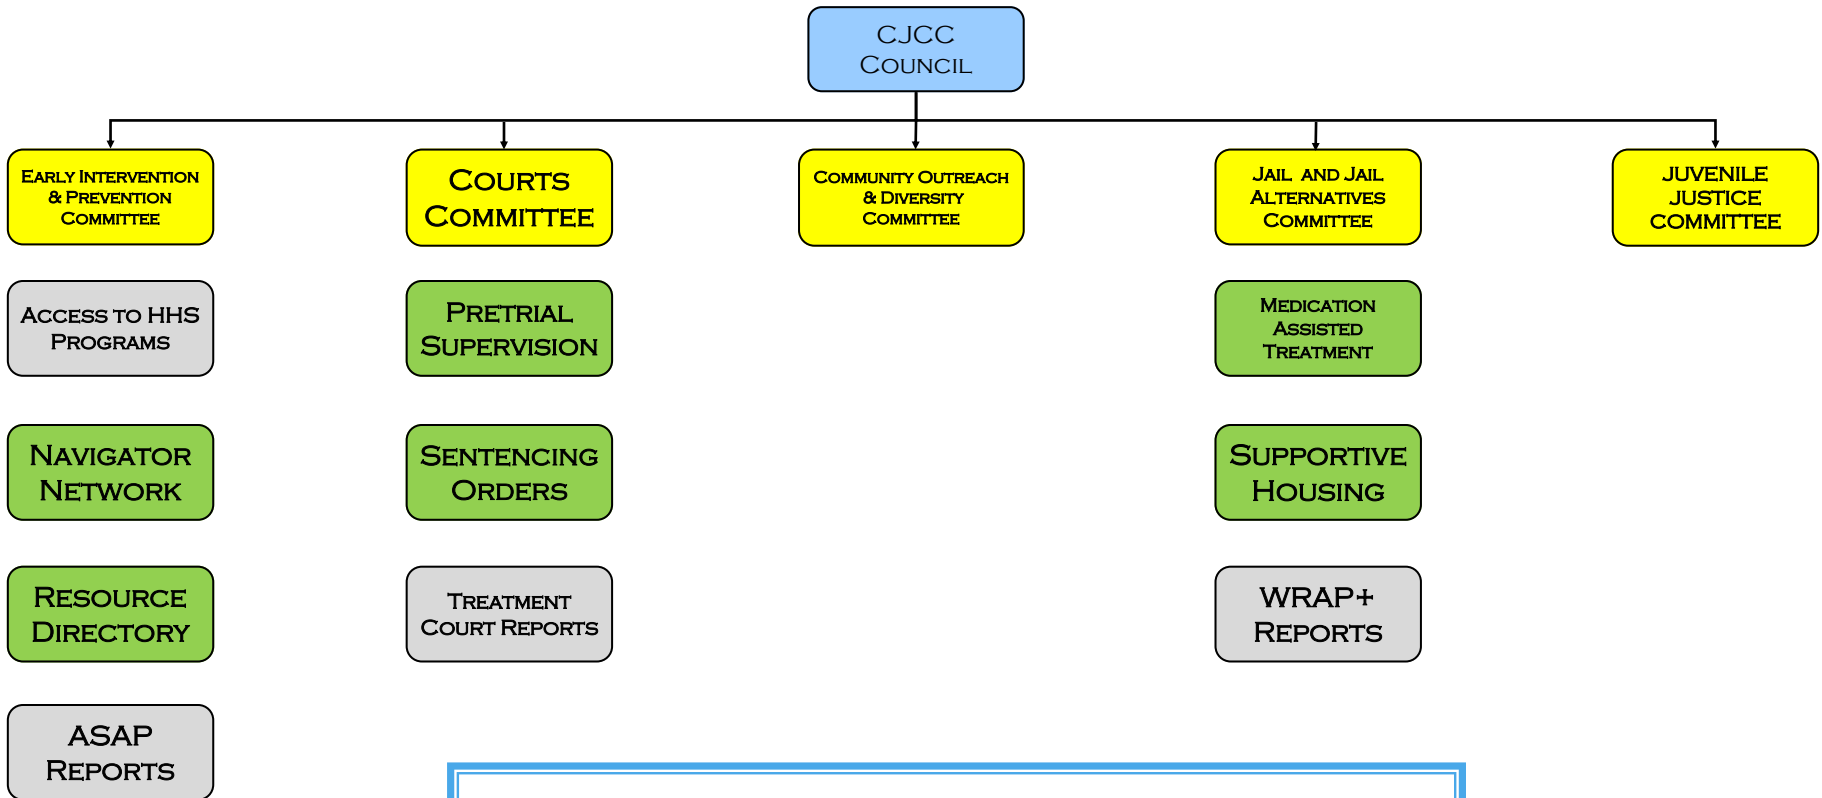 CJCC
Council
Early Intervention
& Prevention
Committee
Courts
Committee
Community Outreach
& Diversity
Committee
Jail and Jail
Alternatives
Committee
JUVENILE
JUSTICE
COMMITTEE
Access to HHS
Programs
Pretrial
Supervision
Medication
Assisted
Treatment
Navigator
Network
Sentencing
Orders
Supportive
Housing
Resource
Directory
Treatment
Court Reports
WRAP+
Reports
ASAP
Reports